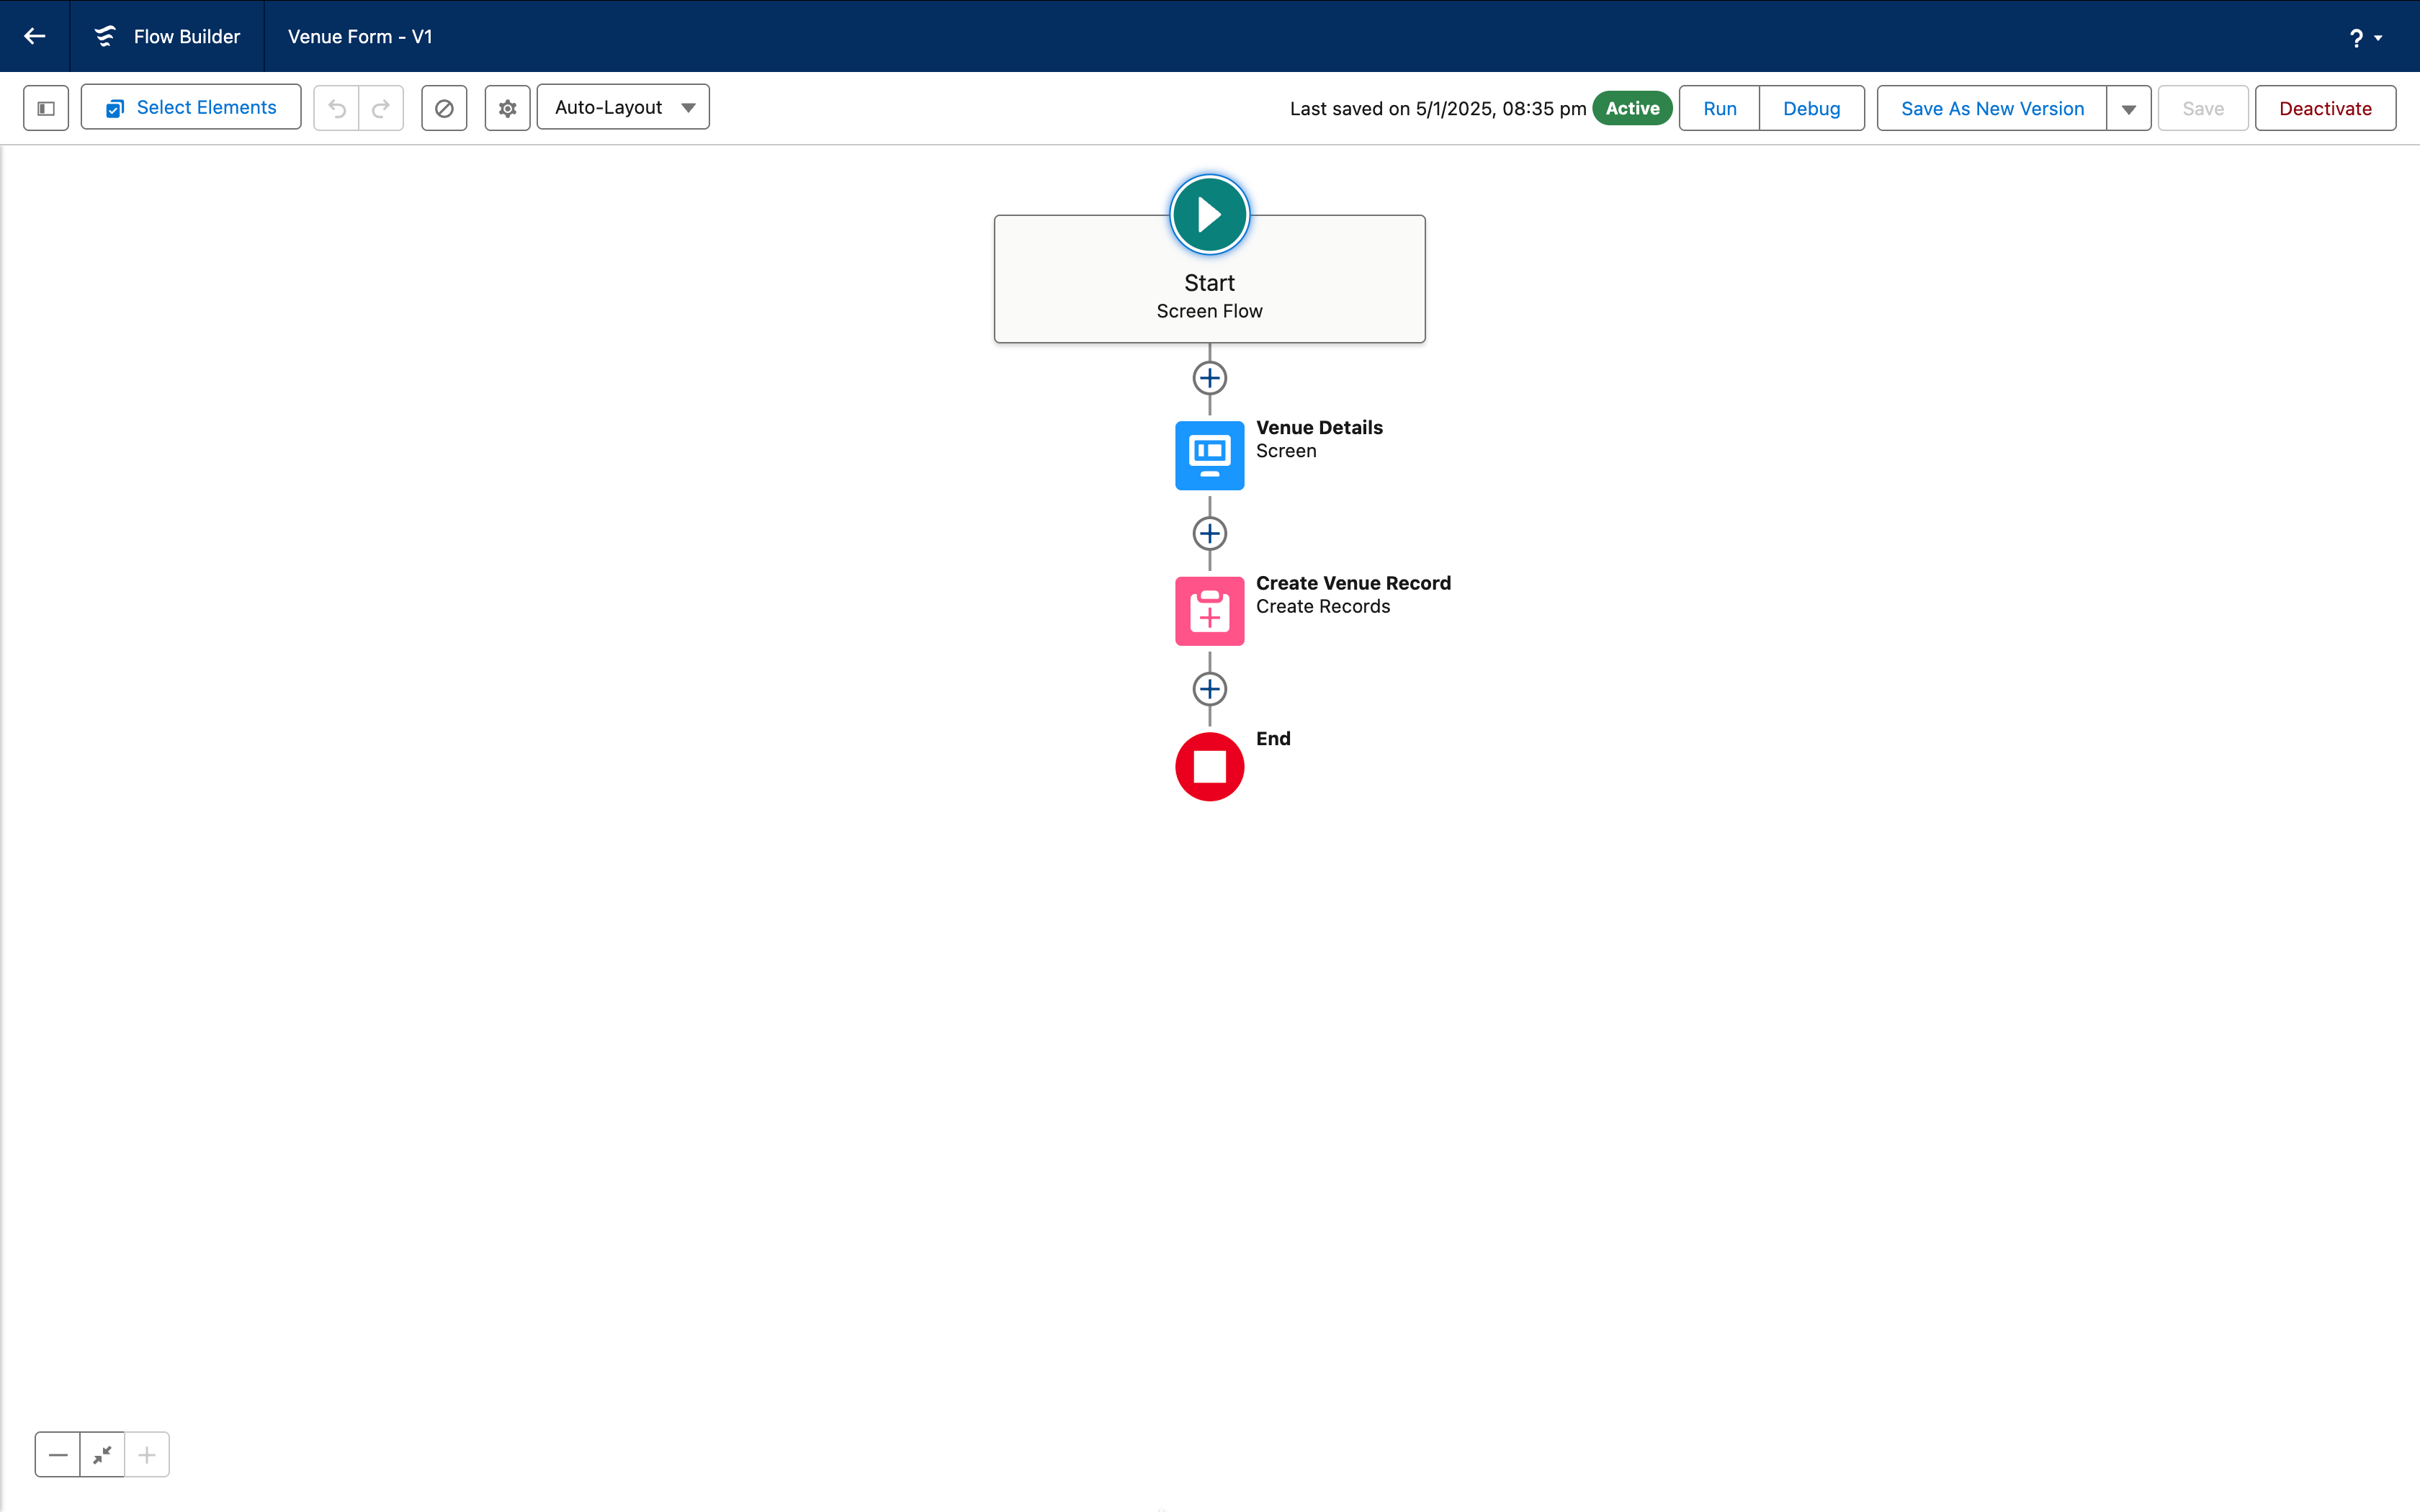 Flow Builder
Venue Form - V1
?
Select Elements
Auto-Layout
Last saved on 5/1/2025, 08:35 pm
Active
Run
Debug
Save As New Version
Save
Deactivate
Start
Screen Flow
Venue Details
Screen
Create Venue Record
Create Records
End